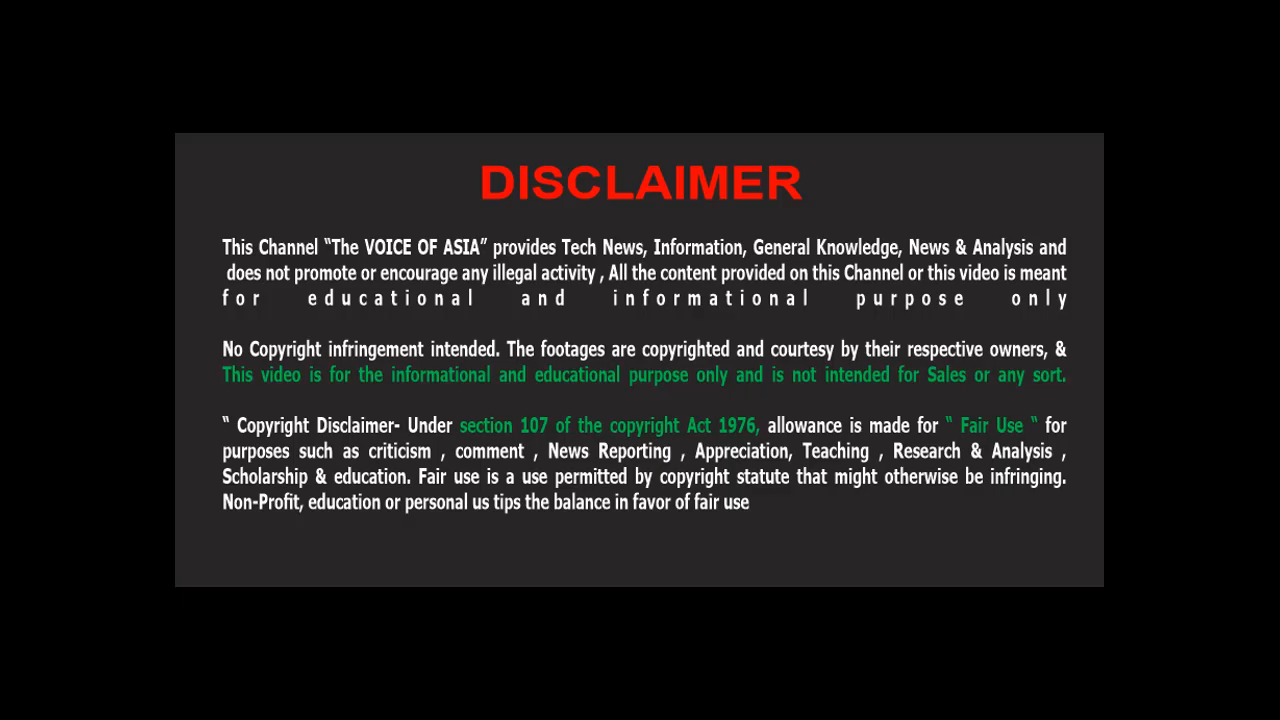 DISCLAIMER
This Channel “The VOICE OF ASIA” provides Tech News, Information, General Knowledge, News & Analysis and
does not promote or encourage any illegal activity , All the content provided on this Channel or this video is meant
for educational and informational purpose only
No Copyright infringement intended. The footages are copyrighted and courtesy by their respective owners, &
This video is for the informational and educational purpose only and is not intended for Sales or any sort.
“ Copyright Disclaimer- Under section 107 of the copyright Act 1976, allowance is made for “ Fair Use “ for
purposes such as criticism , comment , News Reporting , Appreciation, Teaching , Research & Analysis ,
Scholarship & education. Fair use is a use permitted by copyright statute that might otherwise be infringing.
Non-Profit, education or personal us tips the balance in favor of fair use